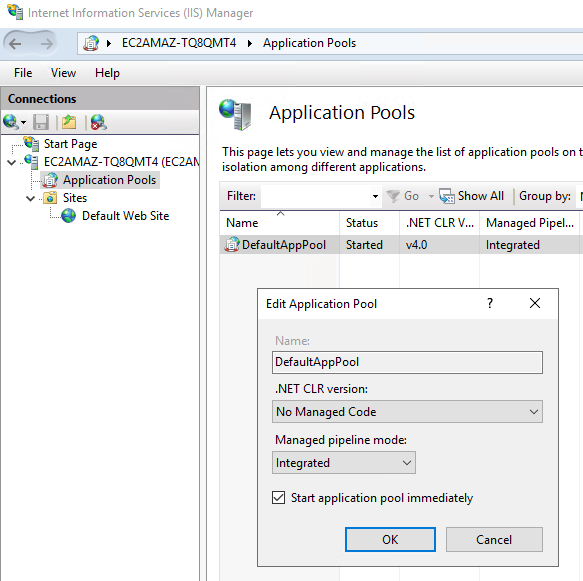 Internet Information Services (IIS) Manager
EC2AMAZ-TQ8QMT4 Application Pools
File View Help
Connections
Start Page
EC2AMAZ-TQ8QMT4 (EC2AM
Application Pools
Sites
Default Web Site
Application Pools
This page lets you view and manage the list of application pools on t
isolation among different applications.
Filter: Go Show All Group by:
Name Status .NET CLR V... Managed Pipel...
DefaultAppPool Started v4.0 Integrated
Edit Application Pool ?
Name:
DefaultAppPool
.NET CLR version:
No Managed Code
Managed pipeline mode:
Integrated
Start application pool immediately
OK Cancel